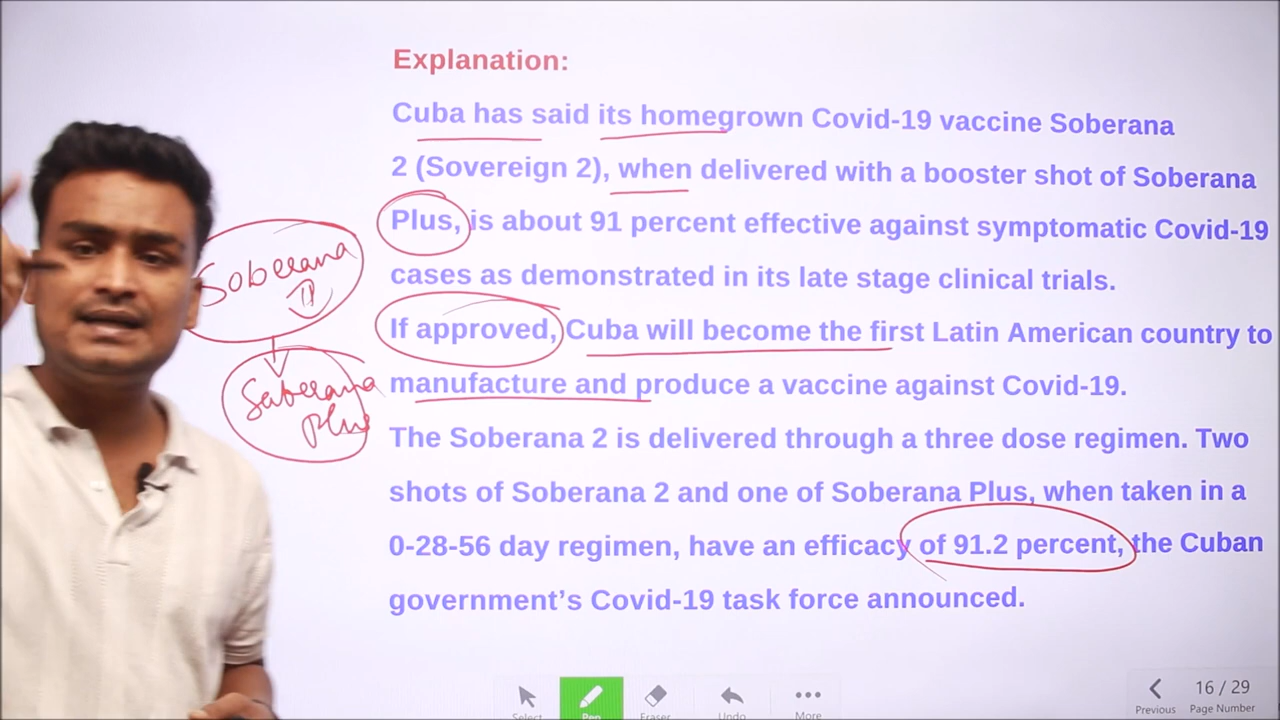 Explanation:
Cuba has said its homegrown Covid-19 vaccine Soberana
2 (Sovereign 2), when delivered with a booster shot of Soberana
Plus, is about 91 percent effective against symptomatic Covid-19
cases as demonstrated in its late stage clinical trials.
If approved, Cuba will become the first Latin American country to
manufacture and produce a vaccine against Covid-19.
The Soberana 2 is delivered through a three dose regimen. Two
shots of Soberana 2 and one of Soberana Plus, when taken in a
0-28-56 day regimen, have an efficacy of 91.2 percent, the Cuban
government's Covid-19 task force announced.
Soberana
Soberana
plus
Select
Pen
Eraser
Undo
More
Previous
16 / 29
Page Number